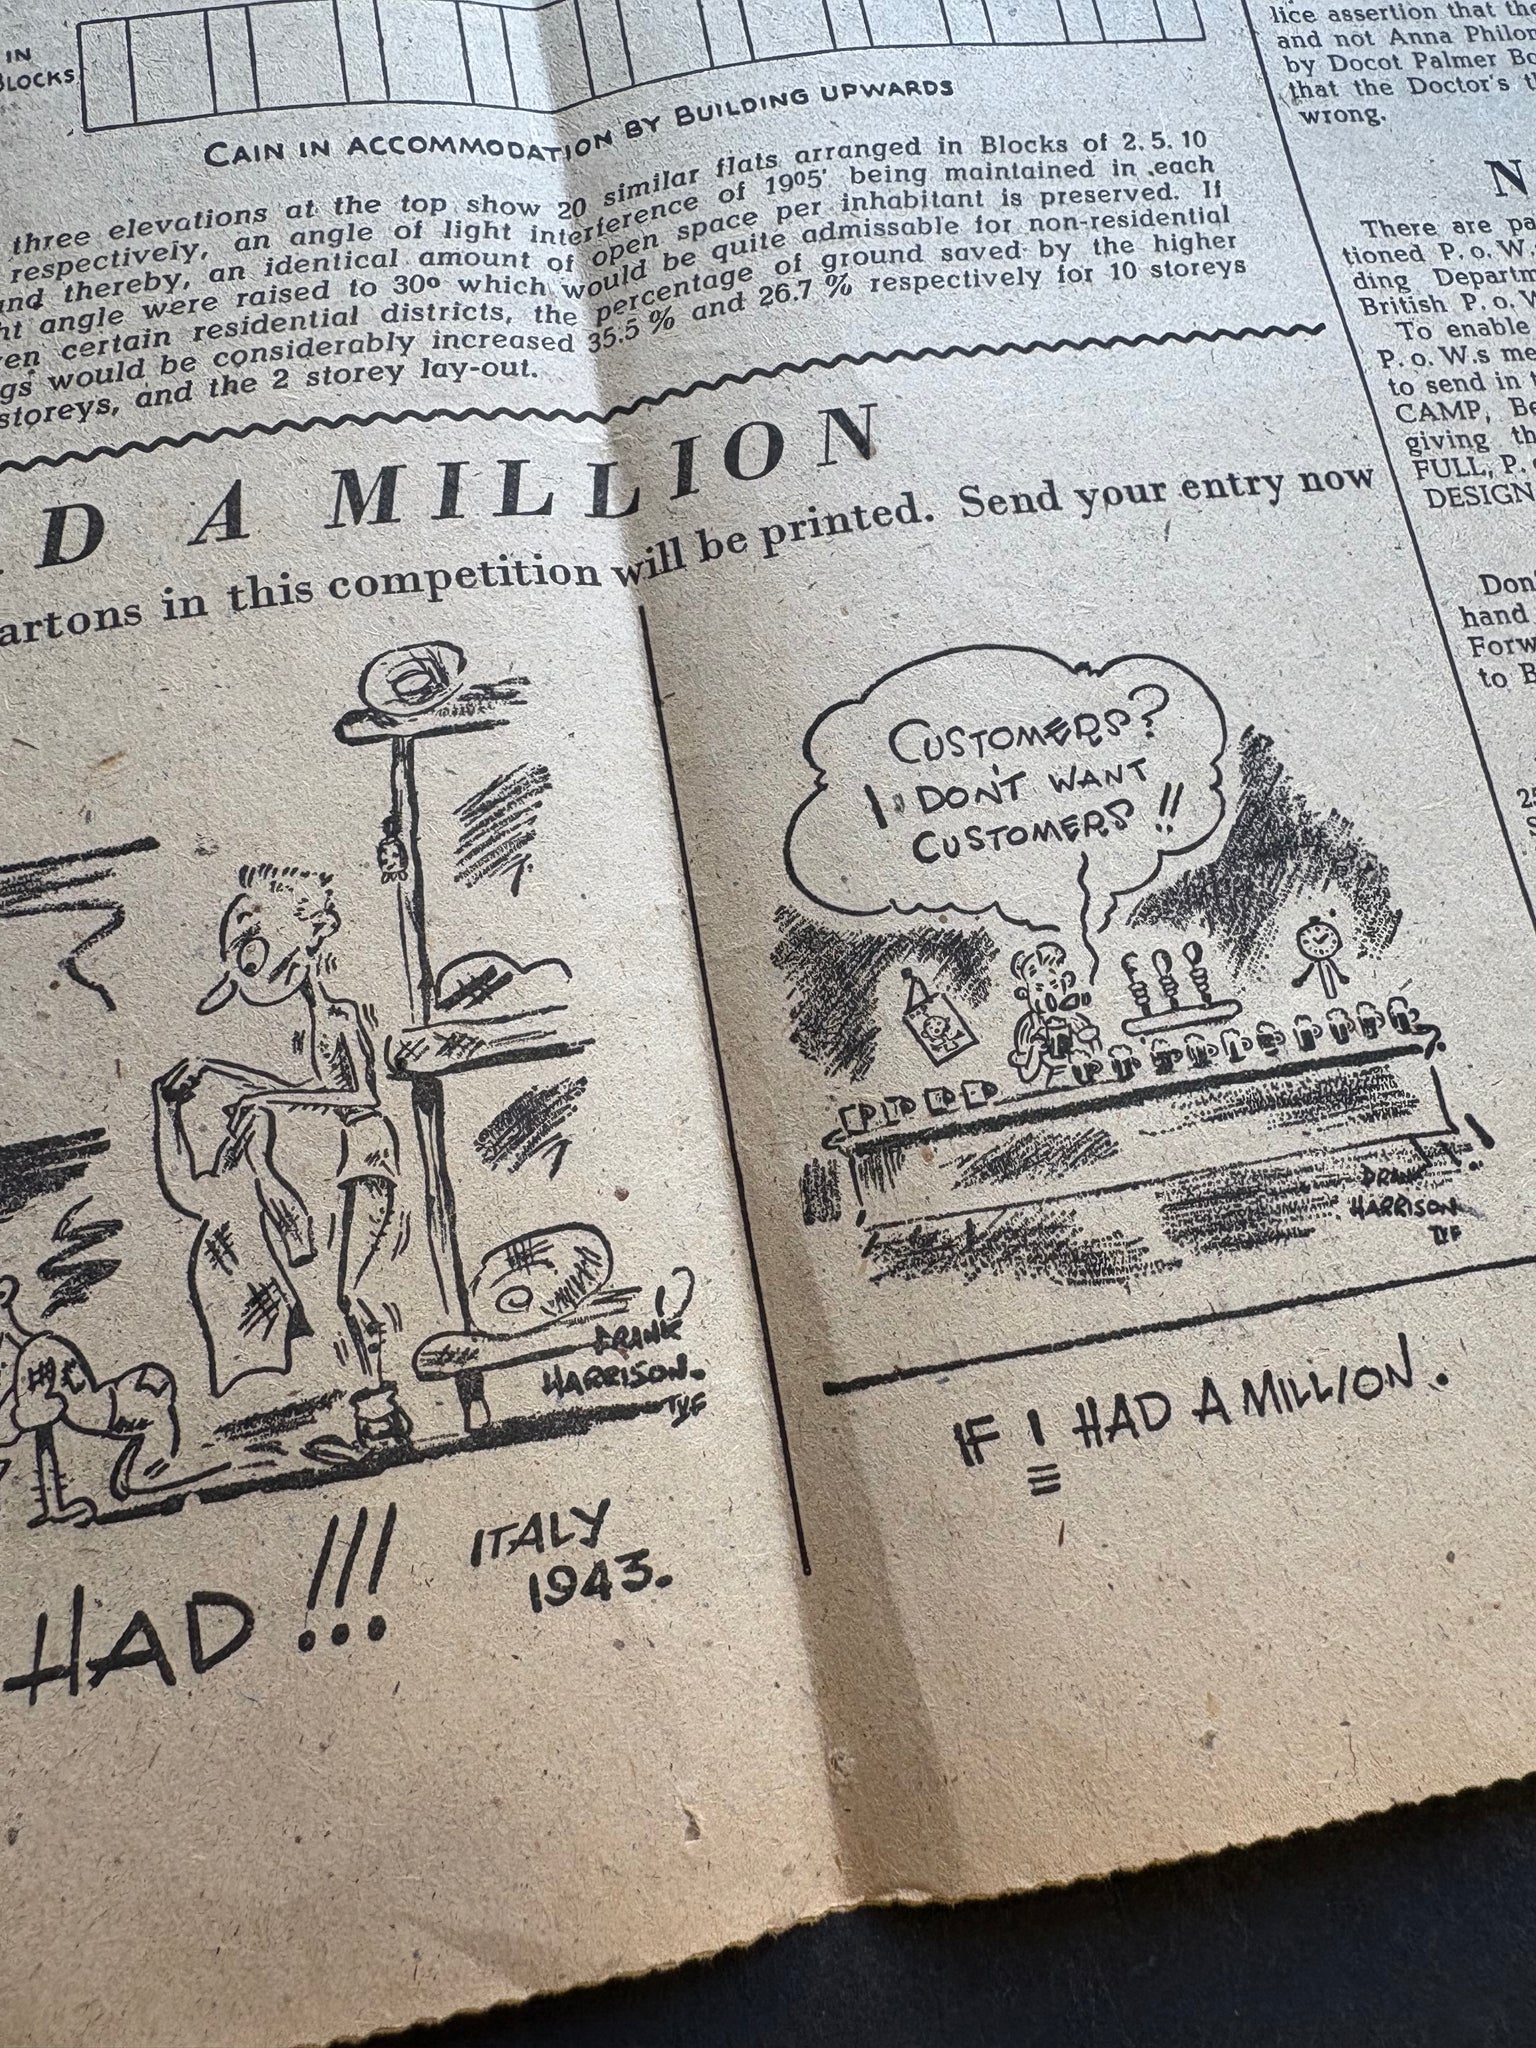 IN
BLOCKS
CAIN IN ACCOMMODATION BY BUILDING UPWARDS
three elevations at the top show 20 similar flats arranged in Blocks of 2. 5. 10
respectively, an angle of light interference of 19o5' being maintained in each
and thereby, an identical amount of open space per inhabitant is preserved. If
ht angle were raised to 30o which would be quite admissable for non-residential
ven certain residential districts, the percentage of ground saved by the higher
gs would be considerably increased 35.5 % and 26.7 % respectively for 10 storeys
storeys, and the 2 storey lay-out.
D A MILLION
artons in this competition will be printed. Send your entry now
HARRISON.
HAD !!!
ITALY
1943.
CUSTOMERS?
I DON'T WANT
CUSTOMERS !!
HARRISON
IF I HAD A MILLION.
lice assertion that the
and not Anna Philom
by Docot Palmer Bo
that the Doctor's t
wrong.
N
There are pa
tioned P. o. W.
ding Departm
British P. o. W
To enable
P. o. W.s me
to send in t
CAMP, Be
giving th
FULL, P.
DESIGN
Don'
hand
Forw
to B
25
S